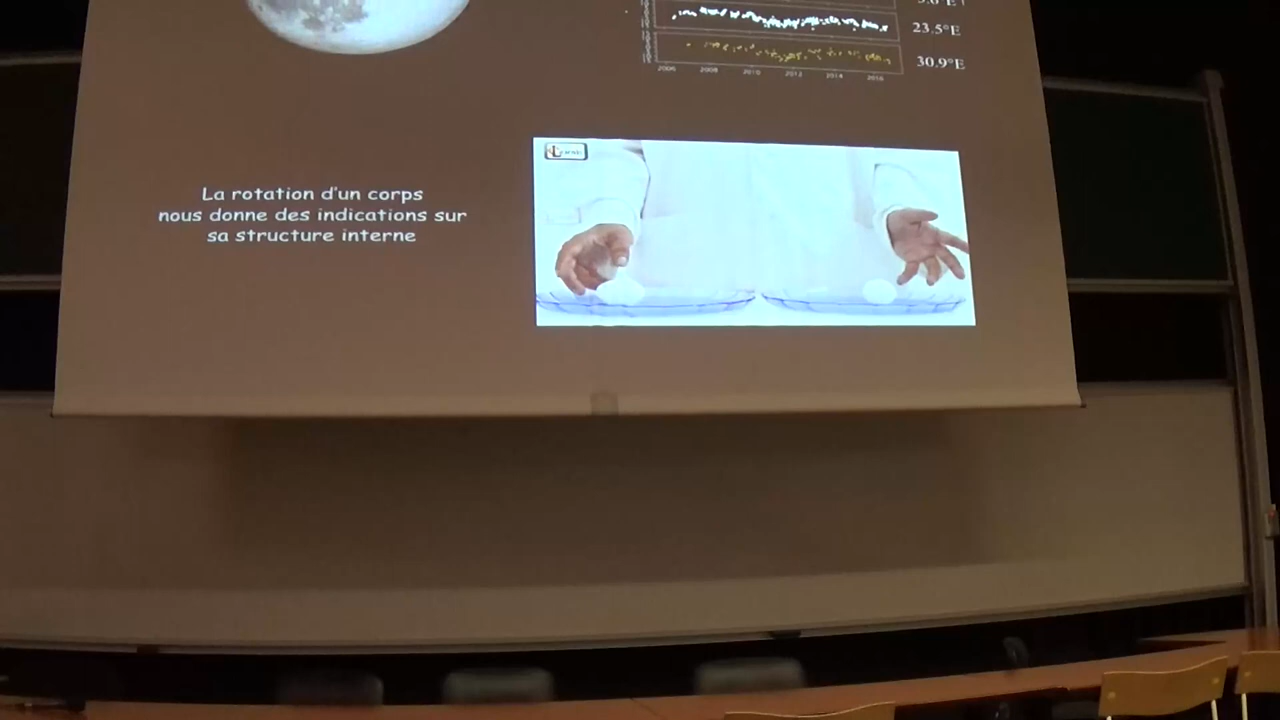 23.5°E
30.9°E
2006 2008 2010 2012 2014 2016
La rotation d'un corps
nous donne des indications sur
sa structure interne